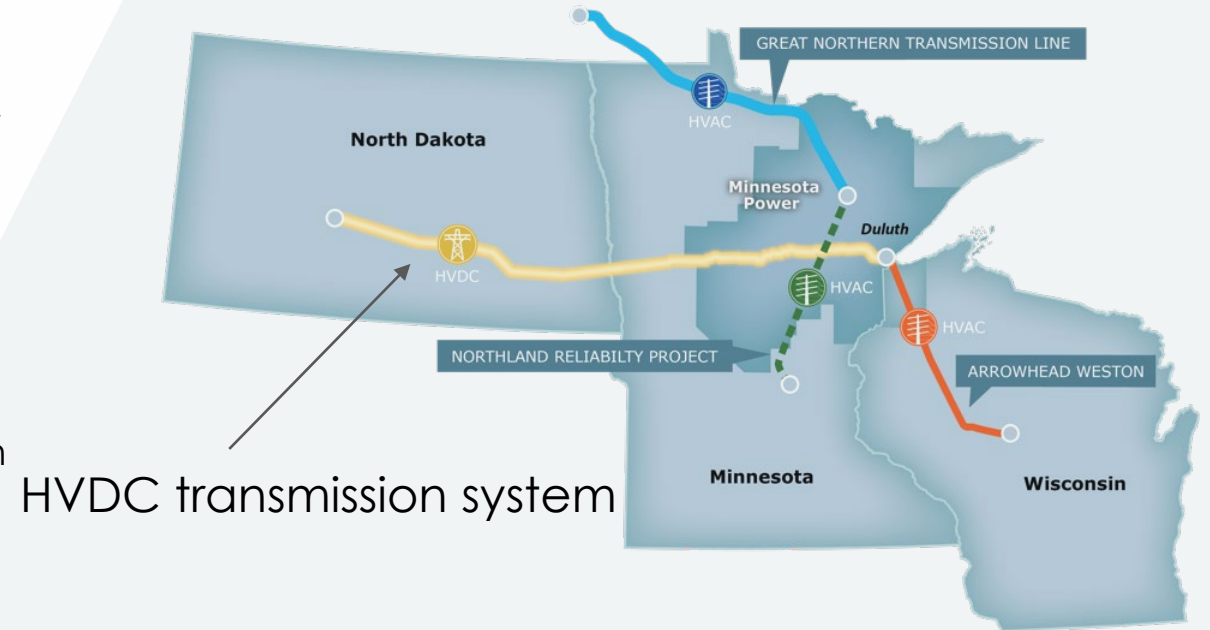 GREAT NORTHERN TRANSMISSION LINE
HVAC
North Dakota
Minnesota
Power
Duluth
HVDC
HVAC
HVAC
NORTHLAND RELIABILTY PROJECT
ARROWHEAD WESTON
Minnesota
Wisconsin
HVDC transmission system